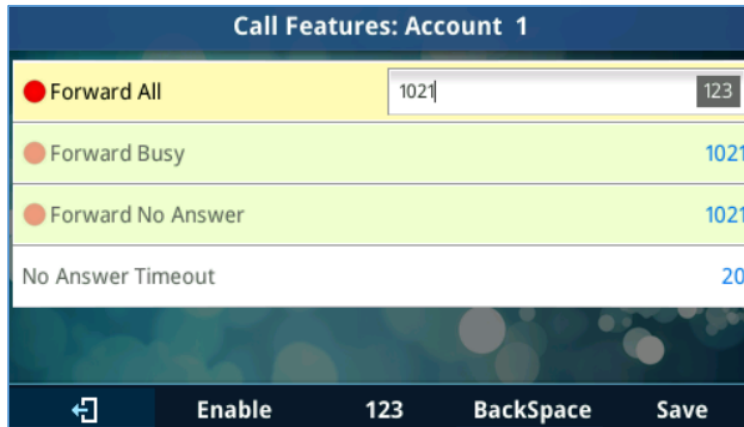 Call Features: Account 1
Forward All 1021 123
Forward Busy 1021
Forward No Answer 1021
No Answer Timeout 20
Enable 123 BackSpace Save